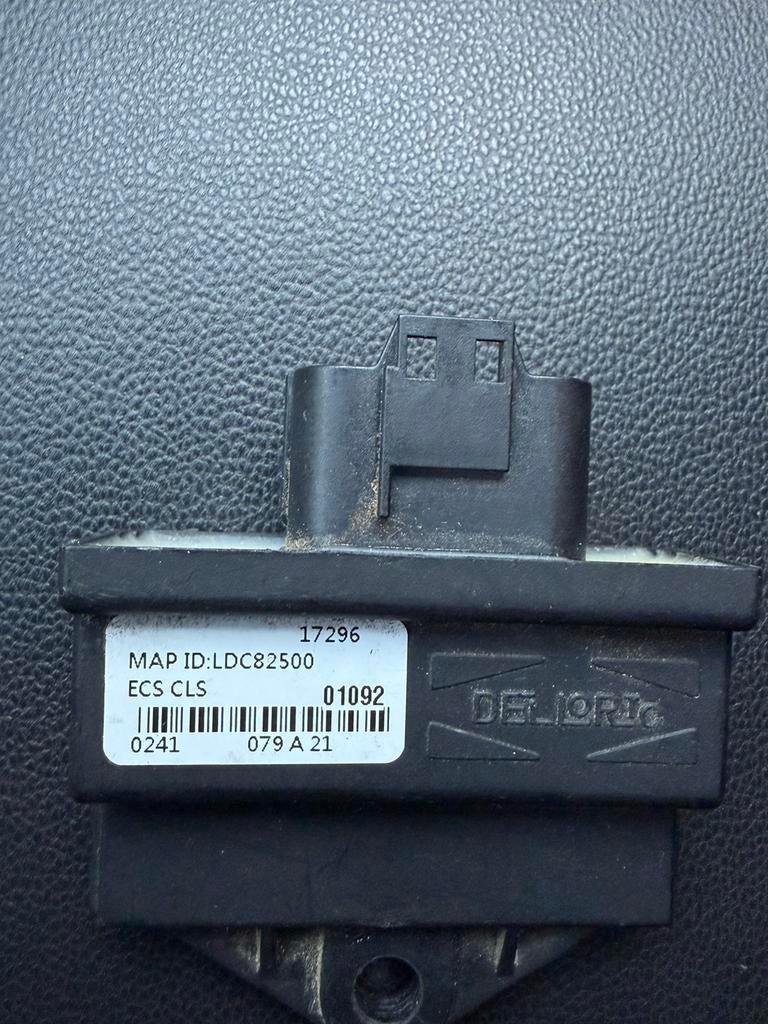 17296
MAP ID:LDC82500
ECS CLS
01092
0241 079 A 21
DELLORTO